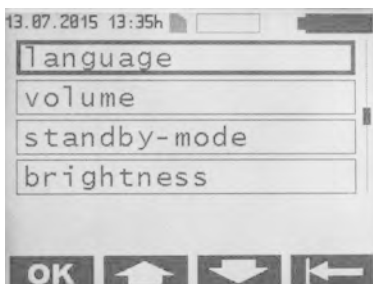 13.07.2015 13:35h
language
volume
standby-mode
brightness
OK